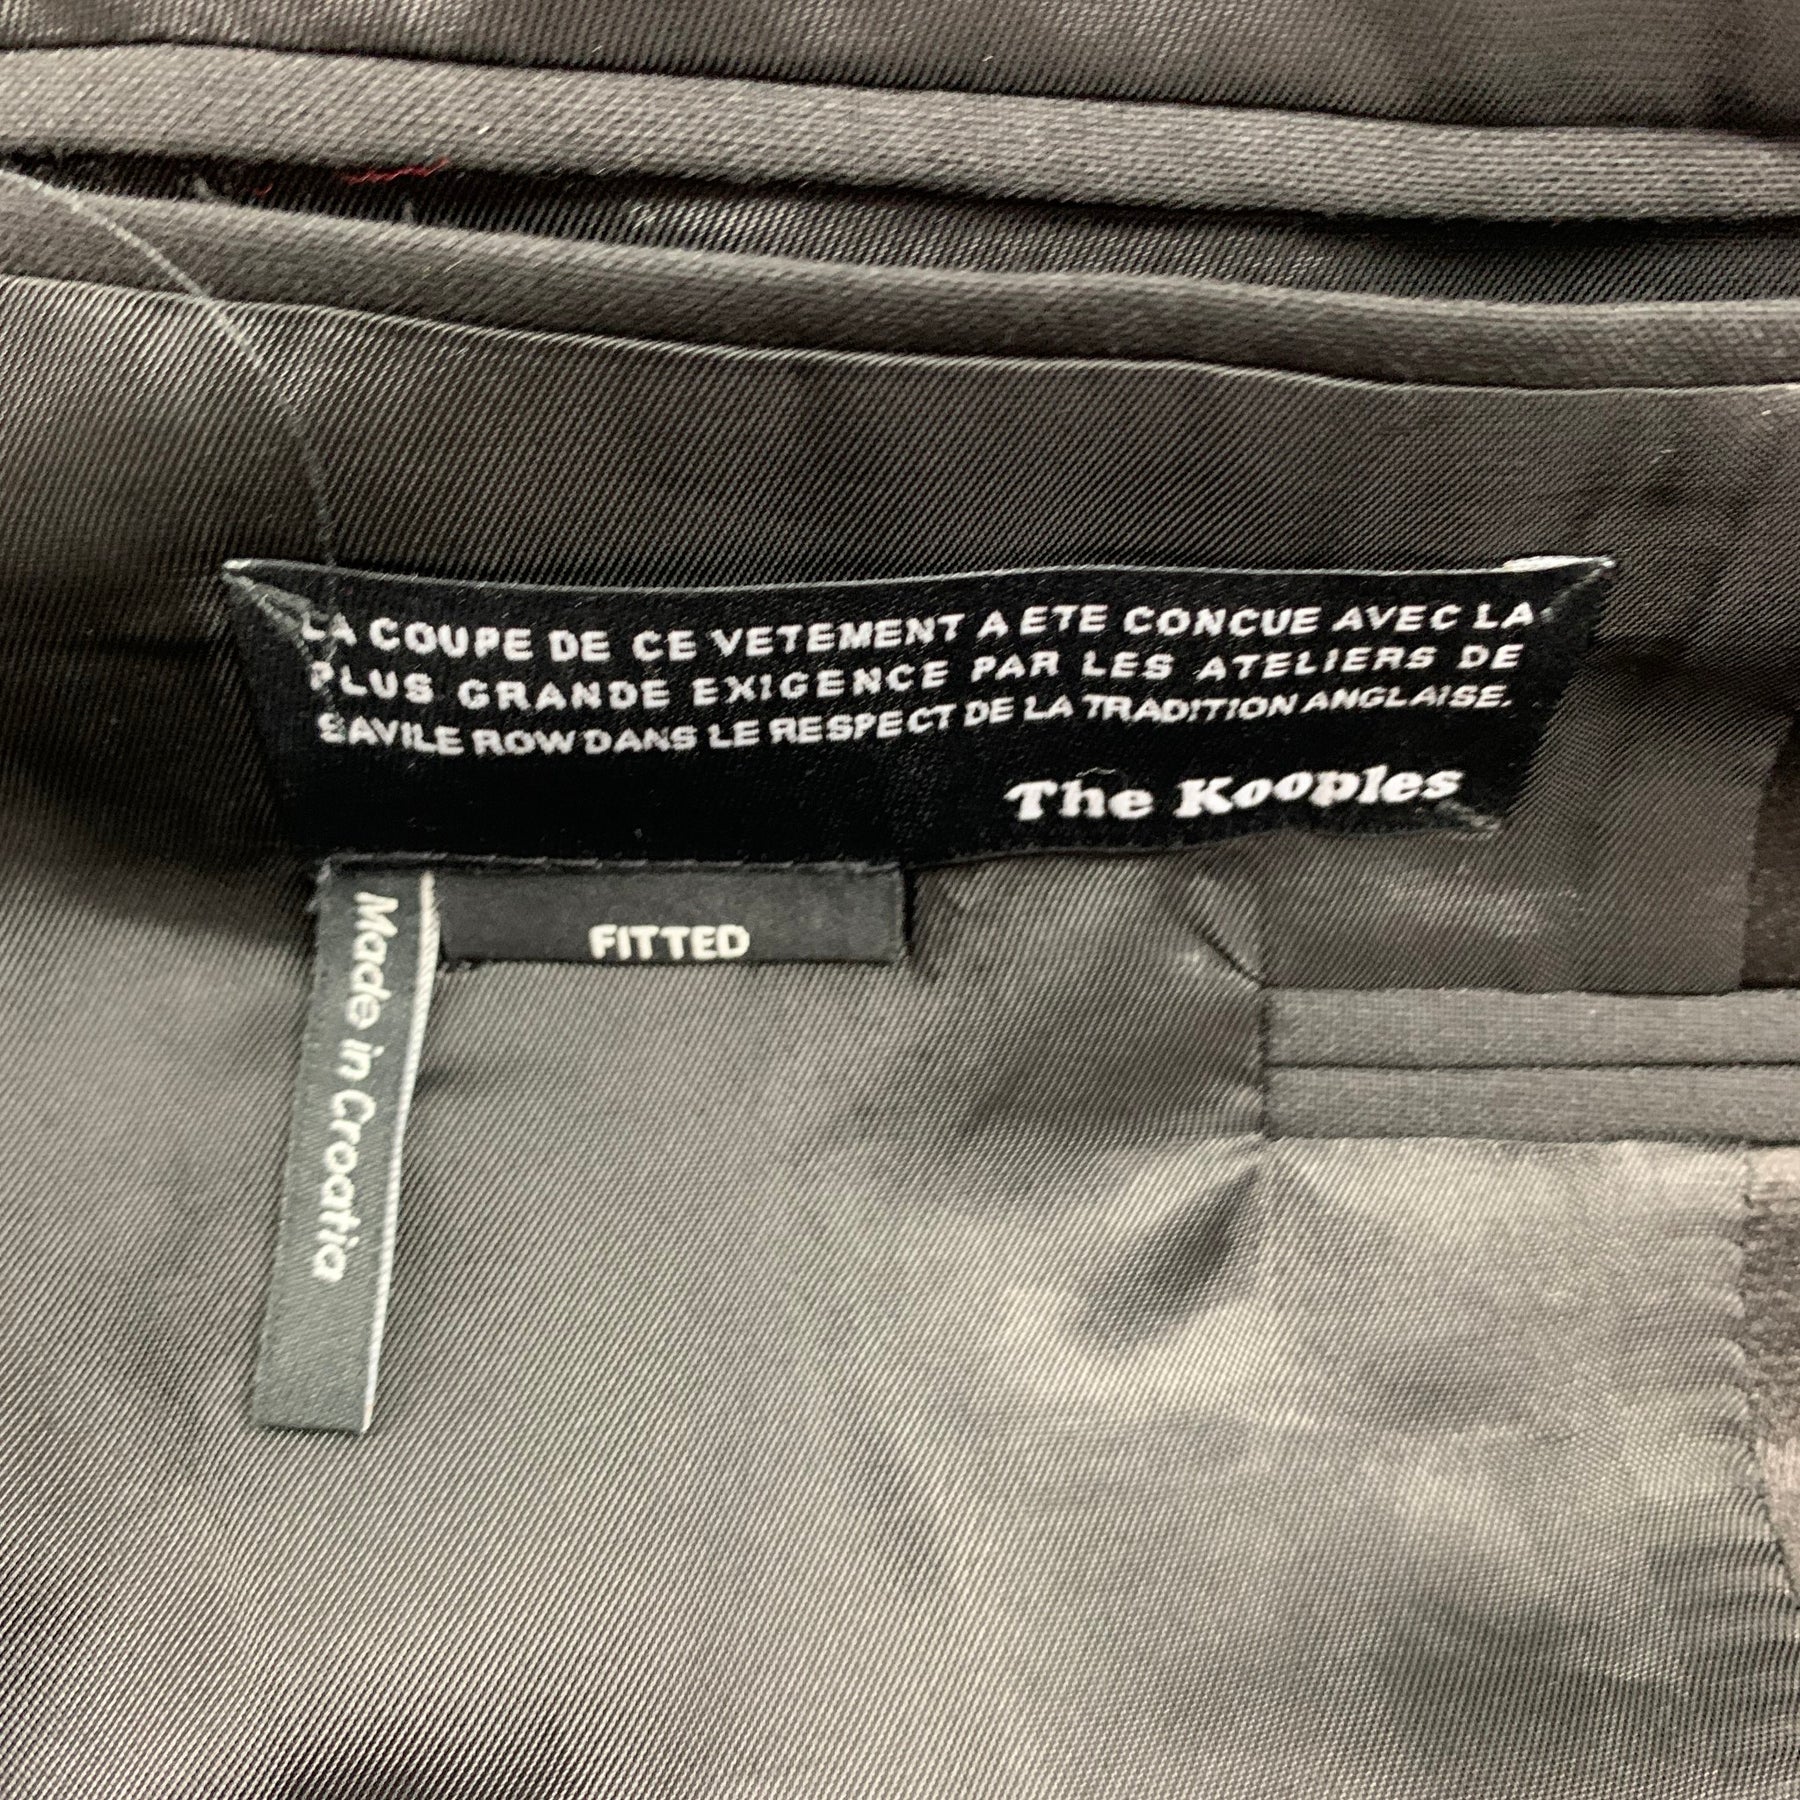 LA COUPE DE CE VETEMENT A ETE CONCUE AVEC LA
PLUS GRANDE EXIGENCE PAR LES ATELIERS DE
SAVILE ROW DANS LE RESPECT DE LA TRADITION ANGLAISE.
The Kooples
FITTED
Made in Croatia